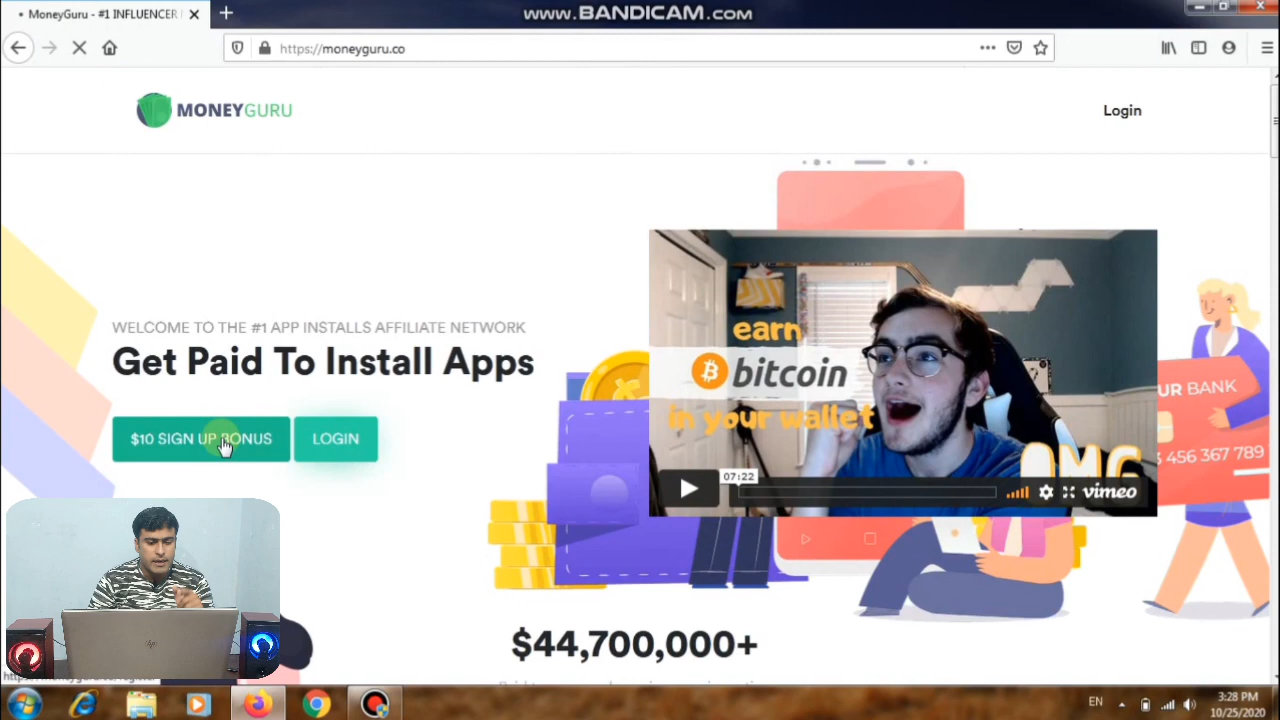 MoneyGuru - #1 INFLUENCER
www.BANDICAM.com
https://moneyguru.co
MONEYGURU
Login
WELCOME TO THE #1 APP INSTALLS AFFILIATE NETWORK
Get Paid To Install Apps
$10 SIGN UP BONUS
LOGIN
earn
bitcoin
in your wallet
OMG
07:22
vimeo
UR BANK
3 456 367 789
$44,700,000+
EN
3:28 PM
10/25/2020